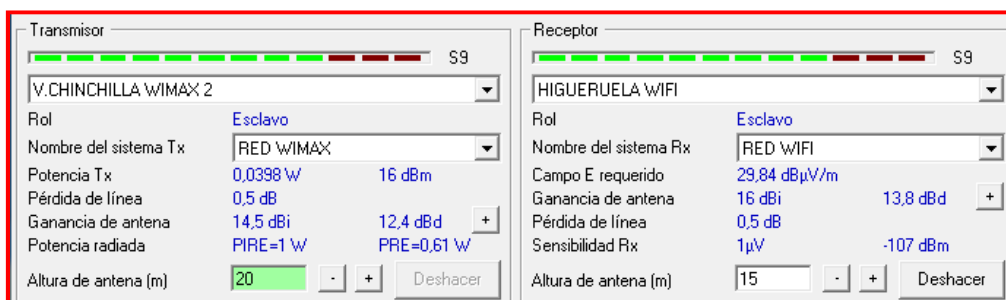 Transmisor
S9
V.CHINCHILLA WIMAX 2
Rol Esclavo
Nombre del sistema Tx RED WIMAX
Potencia Tx 0,0398 W 16 dBm
Pérdida de línea 0,5 dB
Ganancia de antena 14,5 dBi 12,4 dBd +
Potencia radiada PIRE=1 W PRE=0,61 W
Altura de antena (m) 20 - + Deshacer
Receptor
S9
HIGUERUELA WIFI
Rol Esclavo
Nombre del sistema Rx RED WIFI
Campo E requerido 29,84 dBµV/m
Ganancia de antena 16 dBi 13,8 dBd +
Pérdida de línea 0,5 dB
Sensibilidad Rx 1µV -107 dBm
Altura de antena (m) 15 - + Deshacer